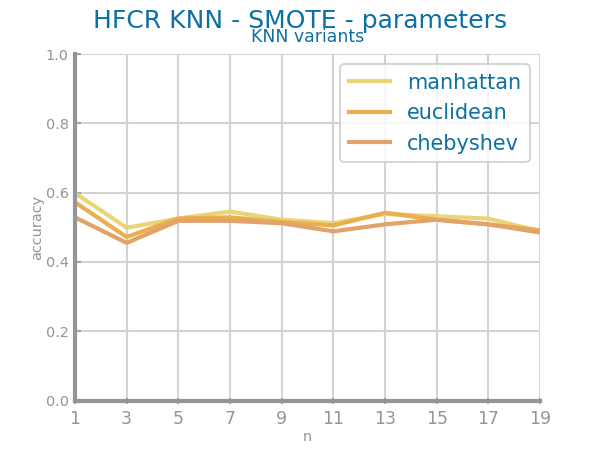 HFCR KNN - SMOTE - parameters
KNN variants
manhattan
euclidean
chebyshev
accuracy
1.0
0.8
0.6
0.4
0.2
0.0
1 3 5 7 9 11 13 15 17 19
n